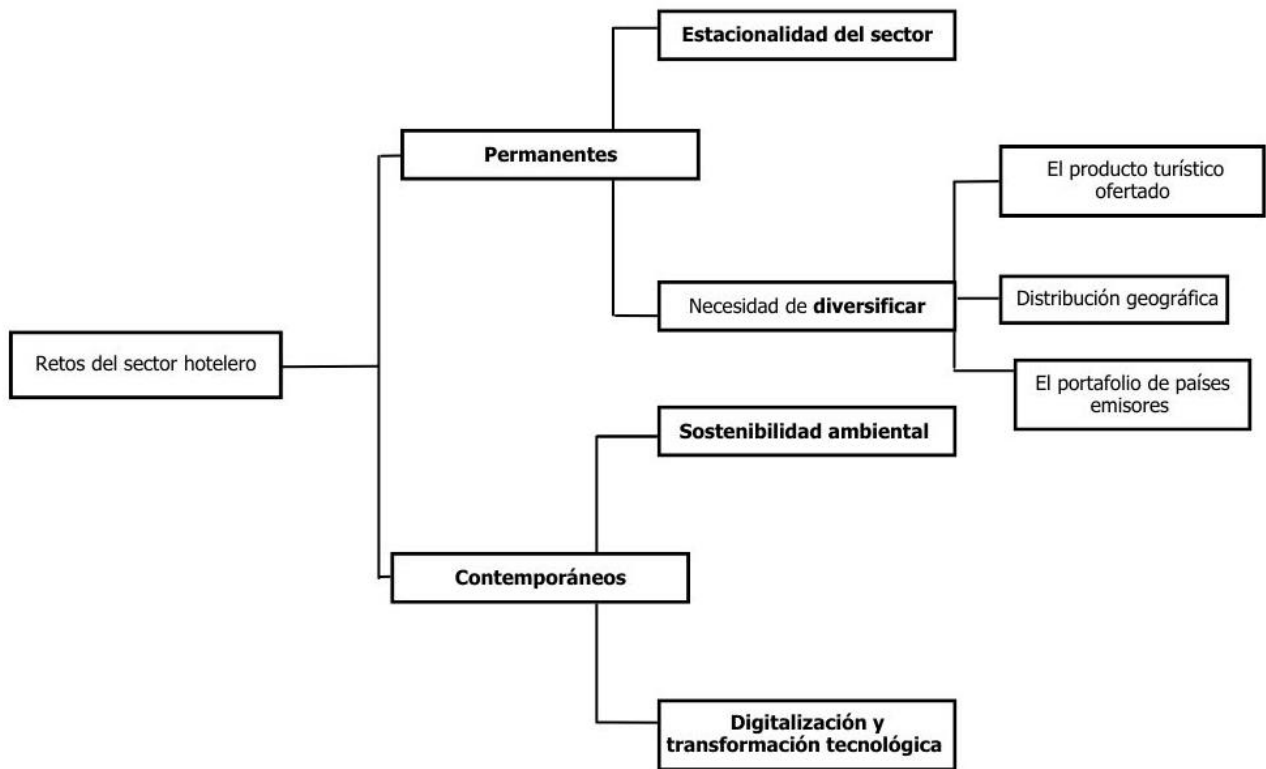 Estacionalidad del sector
Permanentes
El producto turístico
ofertado
Necesidad de diversificar
Distribución geográfica
Retos del sector hotelero
El portafolio de países
emisores
Sostenibilidad ambiental
Contemporáneos
Digitalización y
transformación tecnológica